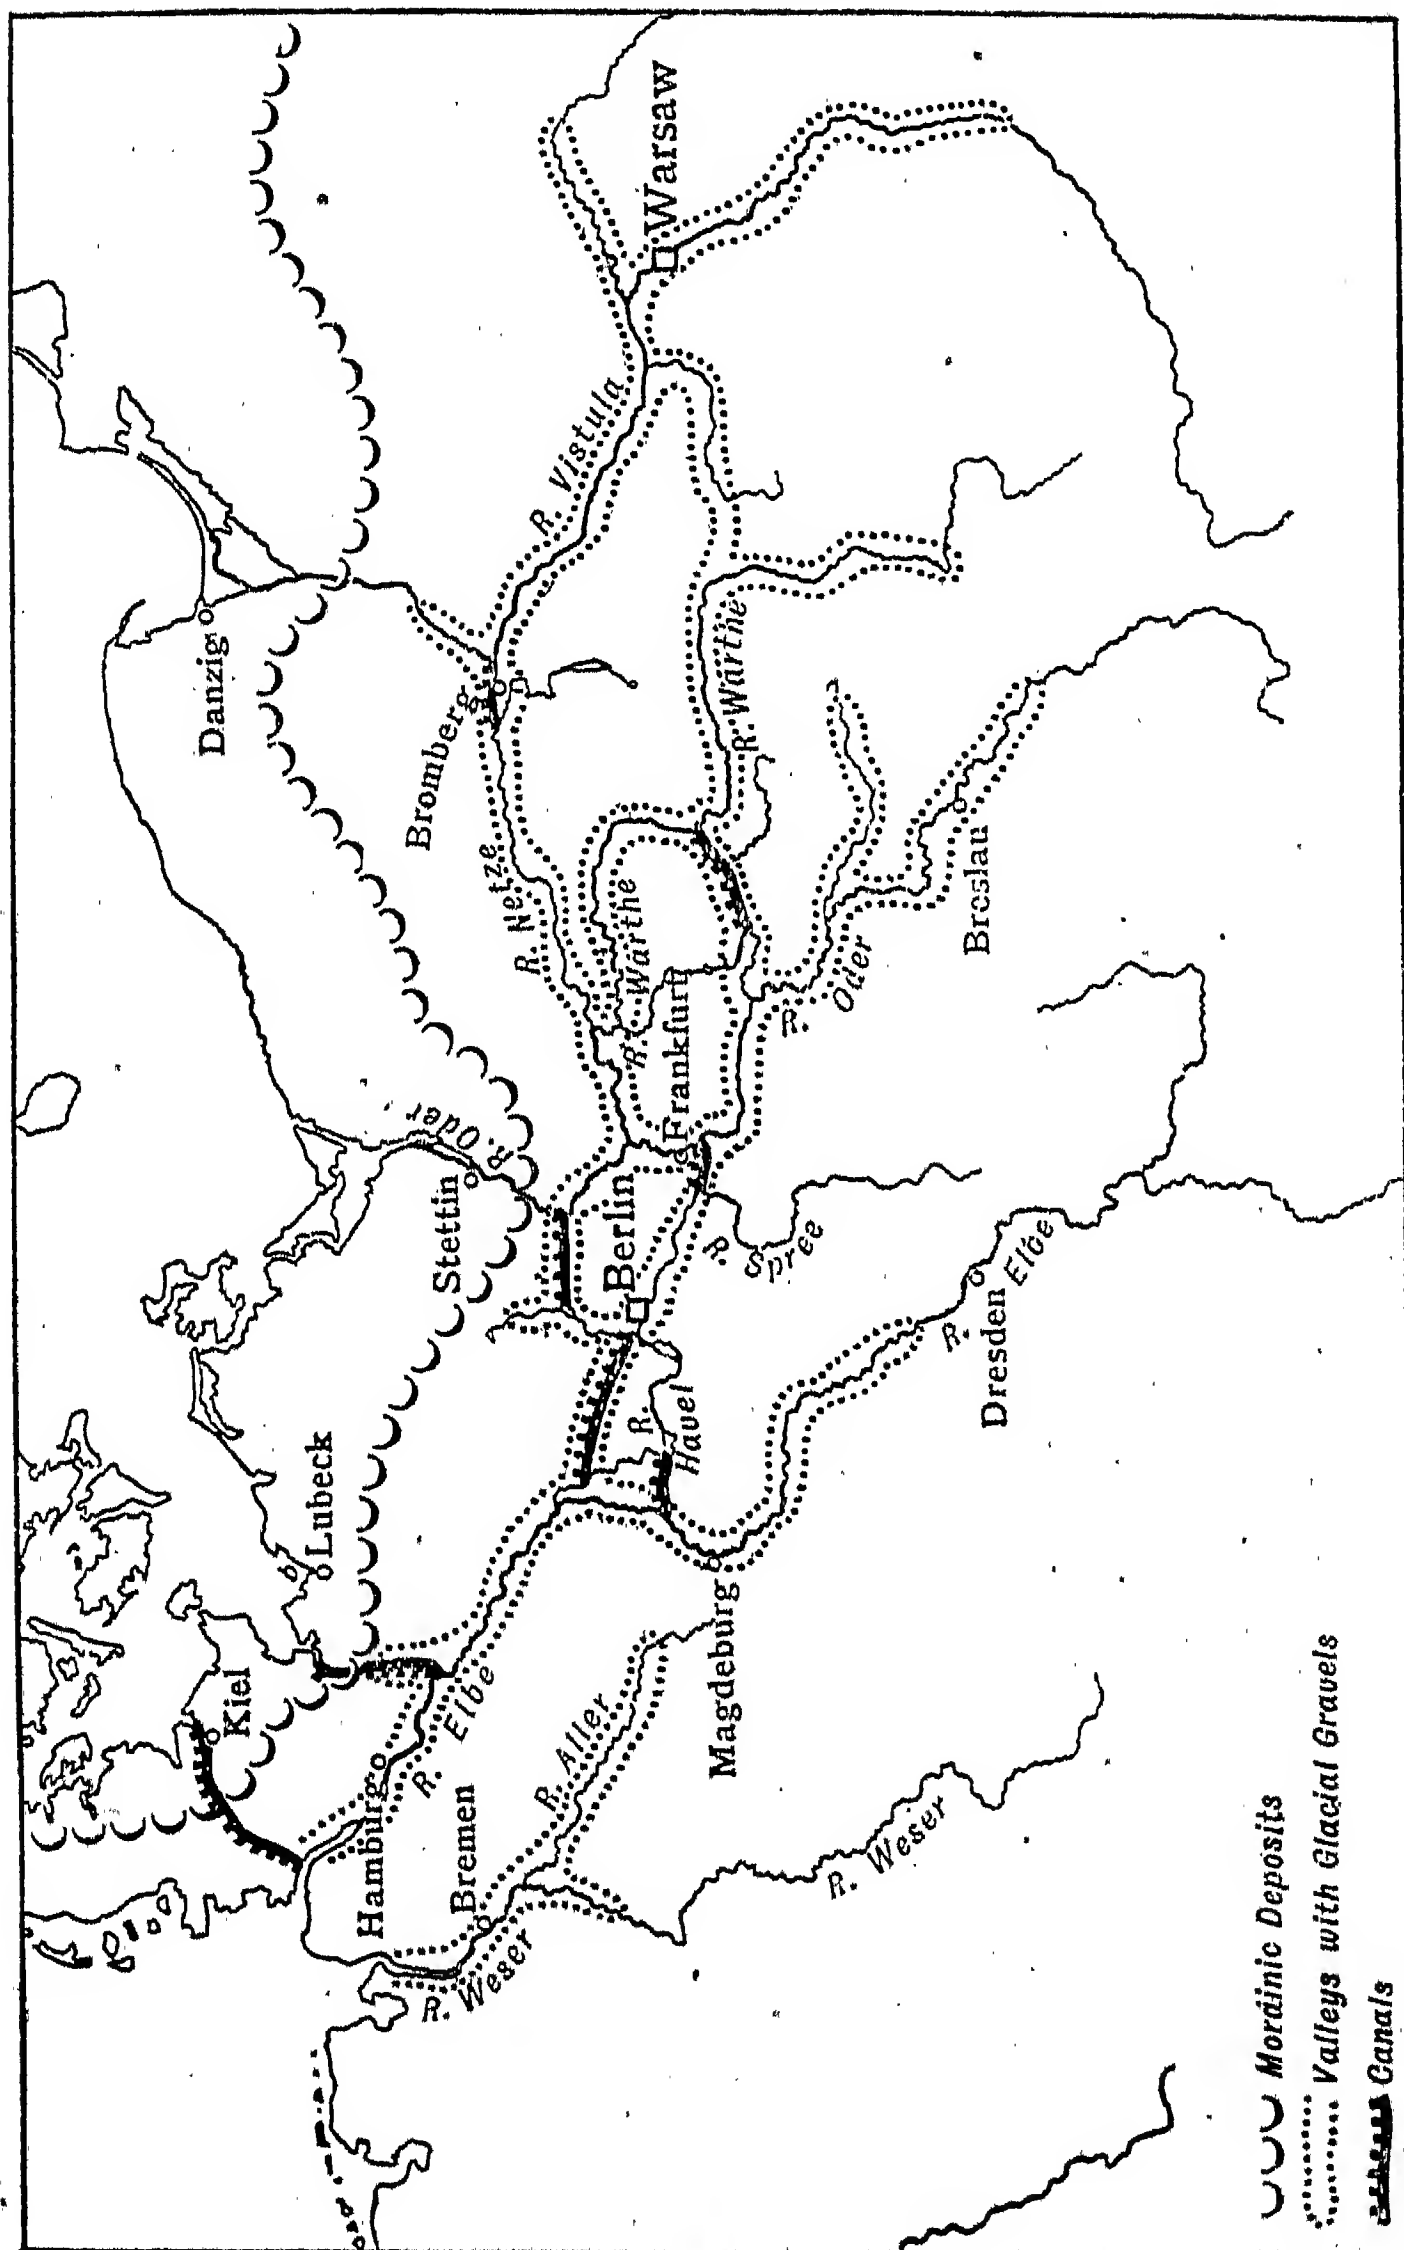 Kiel
Lubeck
Hamburg
Bremen
R. Weser
R. Elbe
R. Aller
R. Weser
Magdeburg
Stettin
R. Oder
Berlin
R. Havel
R. Spree
Frankfurt
R. Warthe
R. Netze
Bromberg
Danzig
R. Vistula
Warsaw
R. Warthe
R. Oder
Breslau
Dresden
R. Elbe
Morainic Deposits
Valleys with Glacial Gravels
Canals